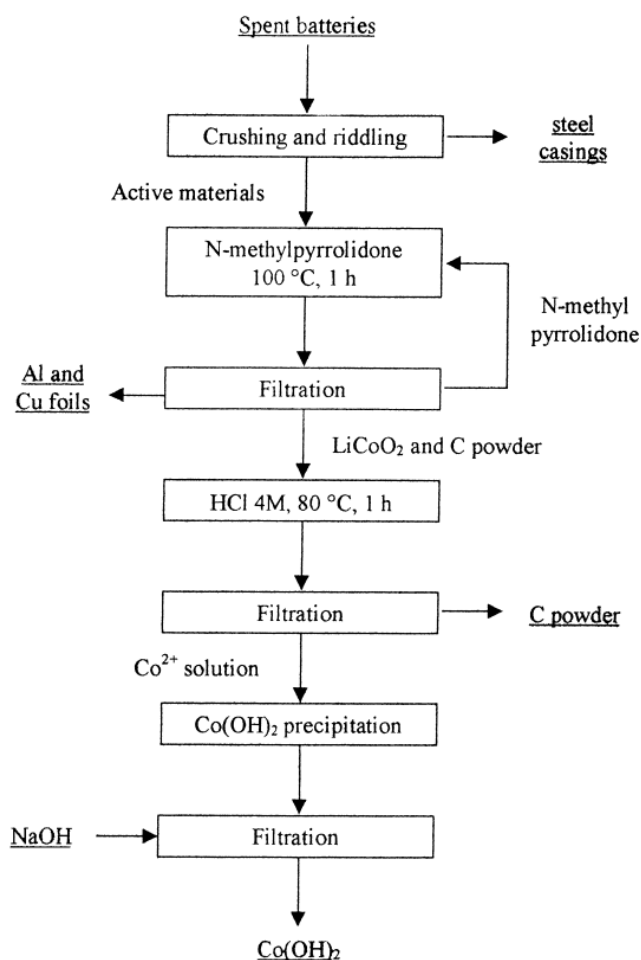 Spent batteries
Crushing and riddling
steel
casings
Active materials
N-methylpyrrolidone
100 °C, 1 h
N-methyl
pyrrolidone
Al and
Cu foils
Filtration
LiCoO₂ and C powder
HCl 4M, 80 °C, 1 h
Filtration
C powder
Co²⁺ solution
Co(OH)₂ precipitation
NaOH
Filtration
Co(OH)₂